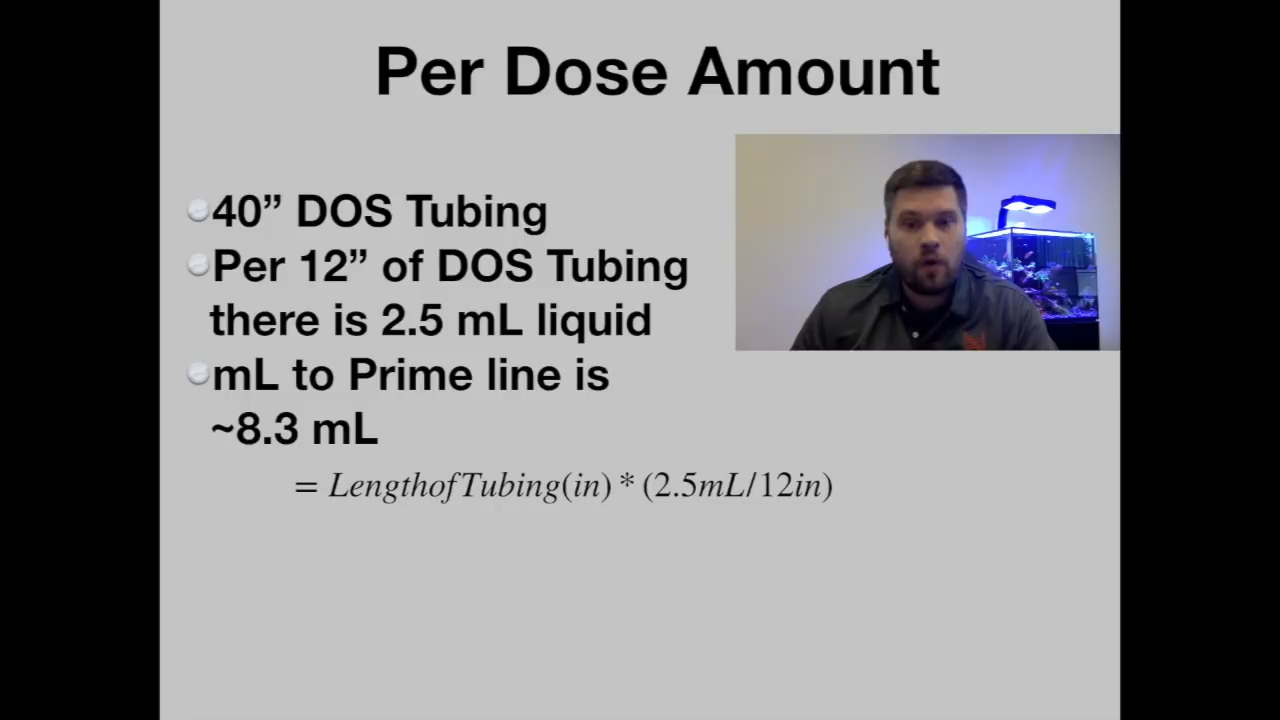 Per Dose Amount
40” DOS Tubing
Per 12” of DOS Tubing
there is 2.5 mL liquid
mL to Prime line is
~8.3 mL
= LengthofTubing(in) * (2.5mL/12in)